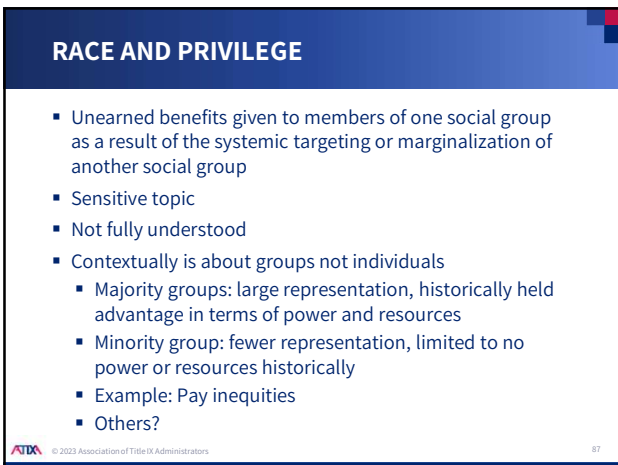 RACE AND PRIVILEGE
▪ Unearned benefits given to members of one social group
as a result of the systemic targeting or marginalization of
another social group
▪ Sensitive topic
▪ Not fully understood
▪ Contextually is about groups not individuals
▪ Majority groups: large representation, historically held
advantage in terms of power and resources
▪ Minority group: fewer representation, limited to no
power or resources historically
▪ Example: Pay inequities
▪ Others?
ATIXA © 2023 Association of Title IX Administrators 87